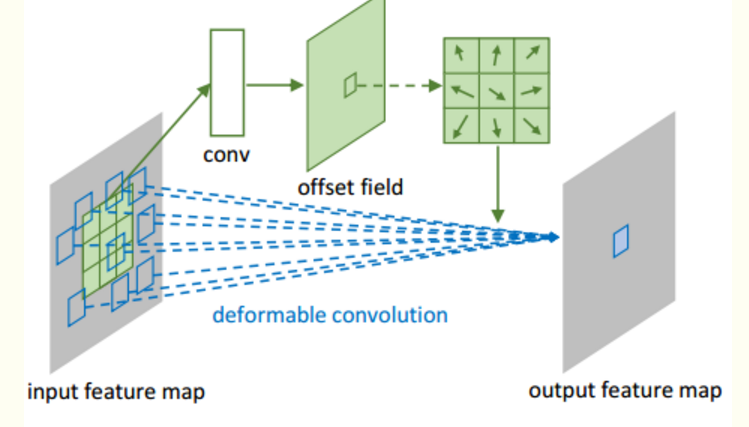 conv
offset field
deformable convolution
input feature map
output feature map